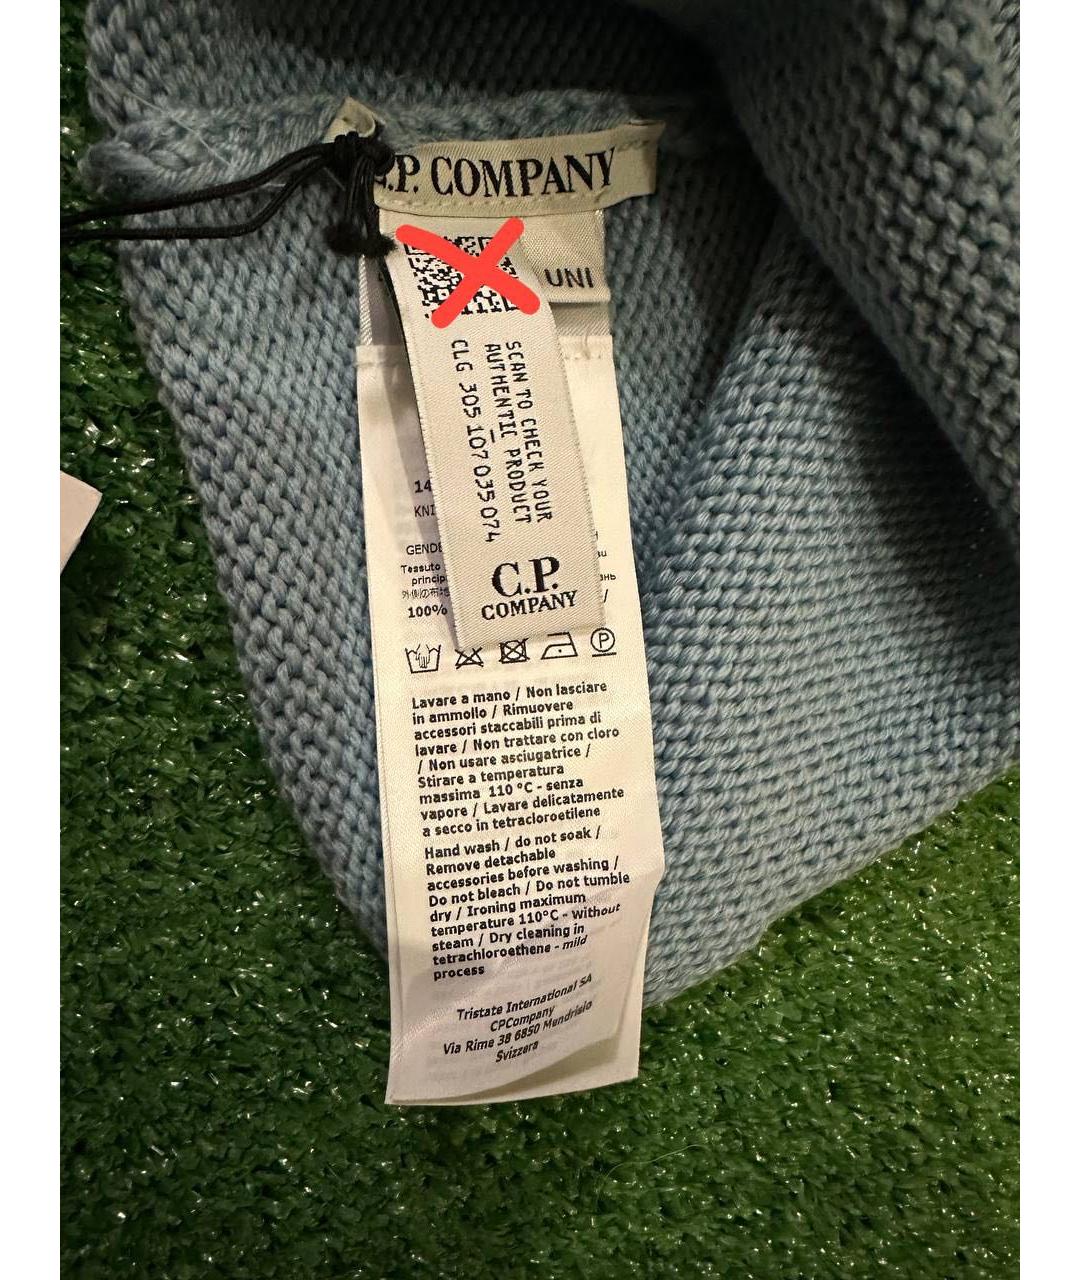 C.P. COMPANY
UNI
SCAN TO CHECK YOUR
AUTHENTIC PRODUCT
CLG 305 107 035 074
C.P.
COMPANY
14
100%
P
Lavare a mano / Non lasciare
in ammollo / Rimuovere
accessori staccabili prima di
lavare / Non trattare con cloro
/ Non usare asciugatrice /
Stirare a temperatura
massima 110 °C - senza
vapore / Lavare delicatamente
a secco in tetracloroetilene
Hand wash / do not soak /
Remove detachable
accessories before washing /
Do not bleach / Do not tumble
dry / Ironing maximum
temperature 110°C - without
steam / Dry cleaning in
tetrachloroethene - mild
process
Tristate International SA
CPCompany
Via Rime 38 6850 Mendrisio
Svizzera